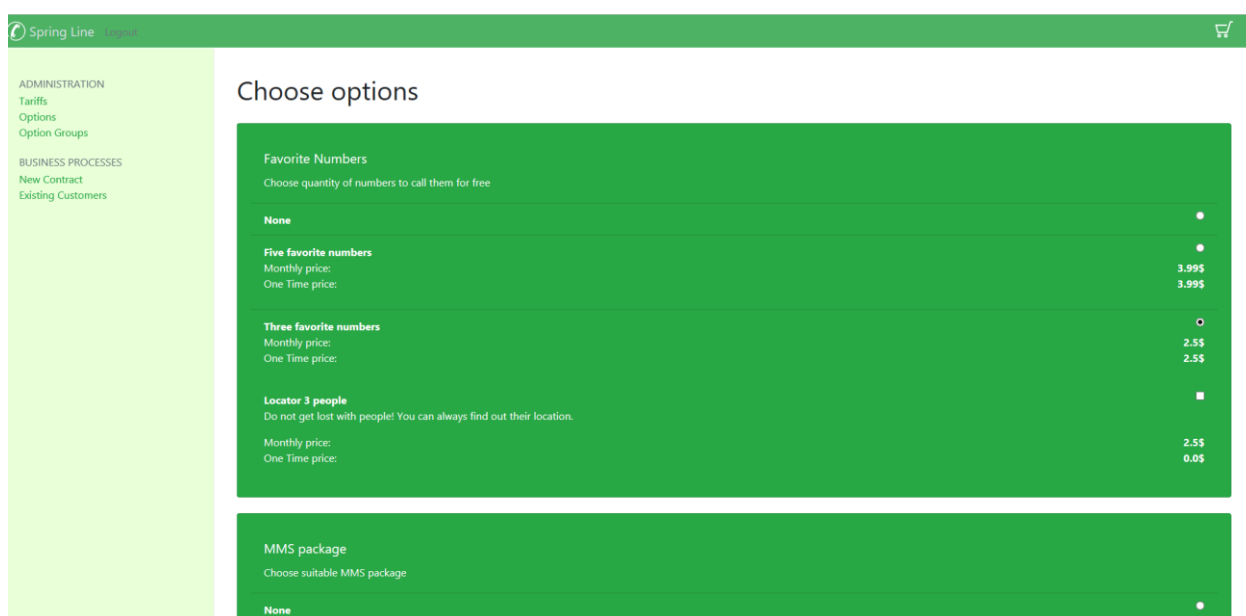 Spring Line Logout
ADMINISTRATION
Tariffs
Options
Option Groups
BUSINESS PROCESSES
New Contract
Existing Customers
Choose options
Favorite Numbers
Choose quantity of numbers to call them for free
None
Five favorite numbers
Monthly price: 3.99$
One Time price: 3.99$
Three favorite numbers
Monthly price: 2.5$
One Time price: 2.5$
Locator 3 people
Do not get lost with people! You can always find out their location.
Monthly price: 2.5$
One Time price: 0.0$
MMS package
Choose suitable MMS package
None